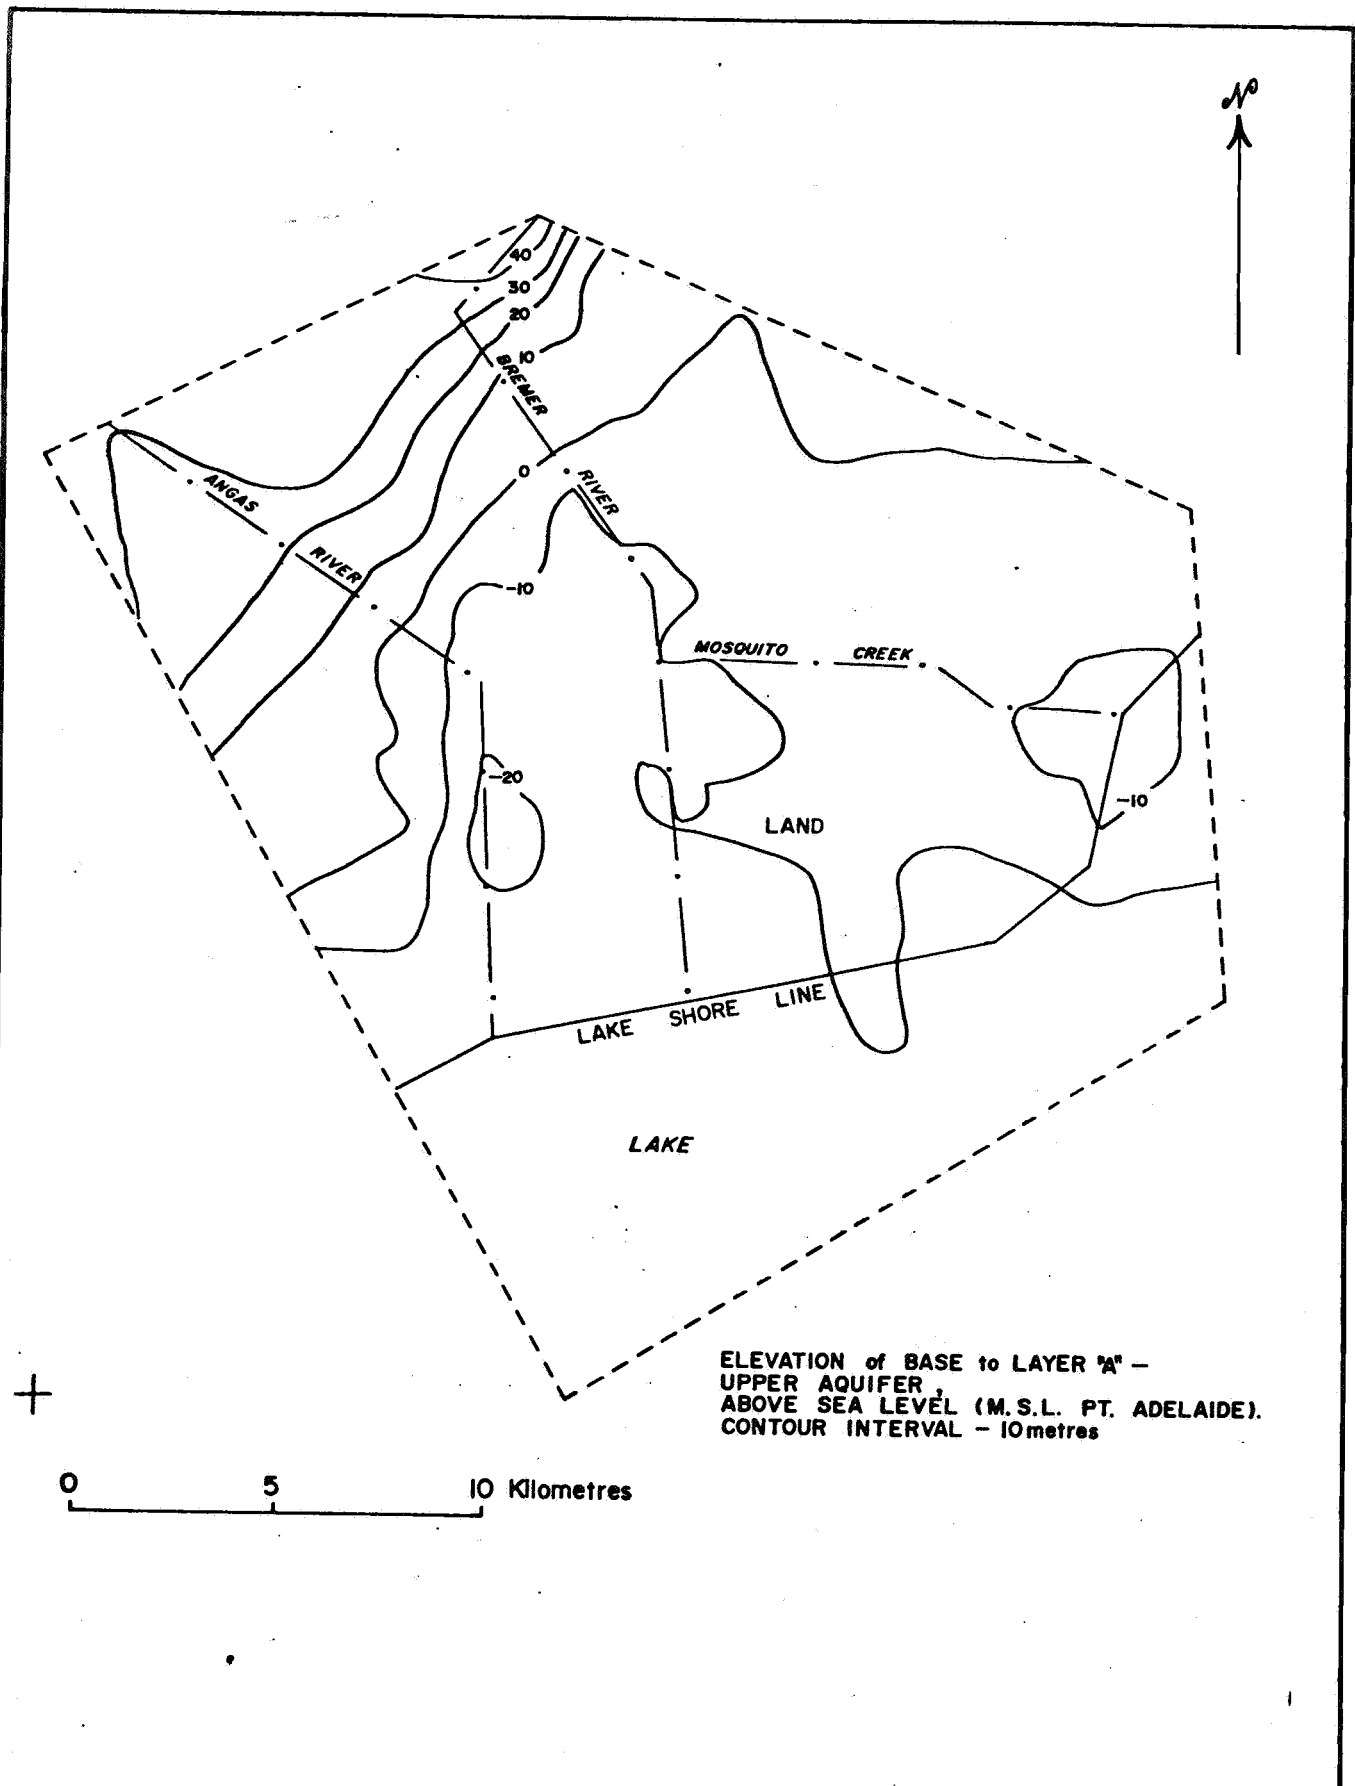 N
40
30
20
10
BREMER
0
RIVER
ANGAS
RIVER
-10
MOSQUITO CREEK
-20
-10
LAND
LAKE SHORE LINE
LAKE
ELEVATION of BASE to LAYER "A" –
UPPER AQUIFER,
ABOVE SEA LEVEL (M.S.L. PT. ADELAIDE).
CONTOUR INTERVAL – 10metres
0 5 10 Kilometres